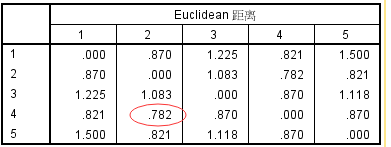 Euclidean 距离
1 2 3 4 5
1 .000 .870 1.225 .821 1.500
2 .870 .000 1.083 .782 .821
3 1.225 1.083 .000 .870 1.118
4 .821 .782 .870 .000 .870
5 1.500 .821 1.118 .870 .000